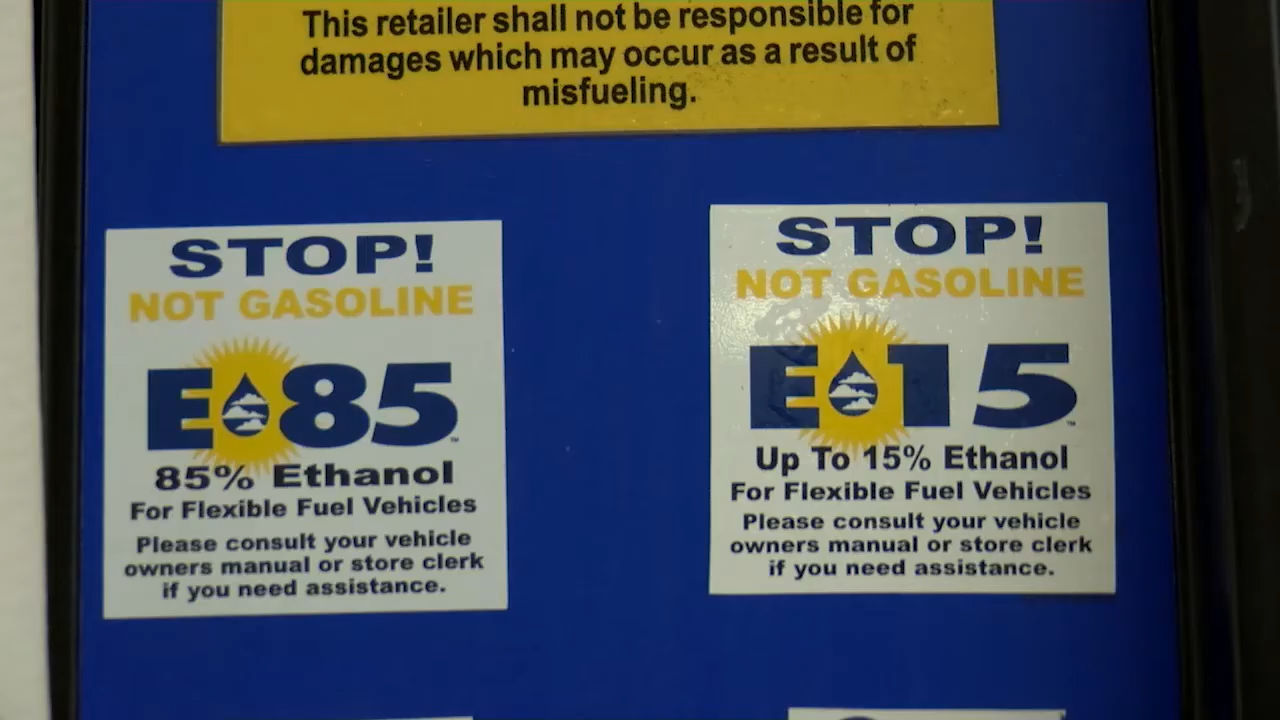 This retailer shall not be responsible for
damages which may occur as a result of
misfueling.
STOP!
NOT GASOLINE
E85™
85% Ethanol
For Flexible Fuel Vehicles
Please consult your vehicle
owners manual or store clerk
if you need assistance.
STOP!
NOT GASOLINE
E15™
Up To 15% Ethanol
For Flexible Fuel Vehicles
Please consult your vehicle
owners manual or store clerk
if you need assistance.